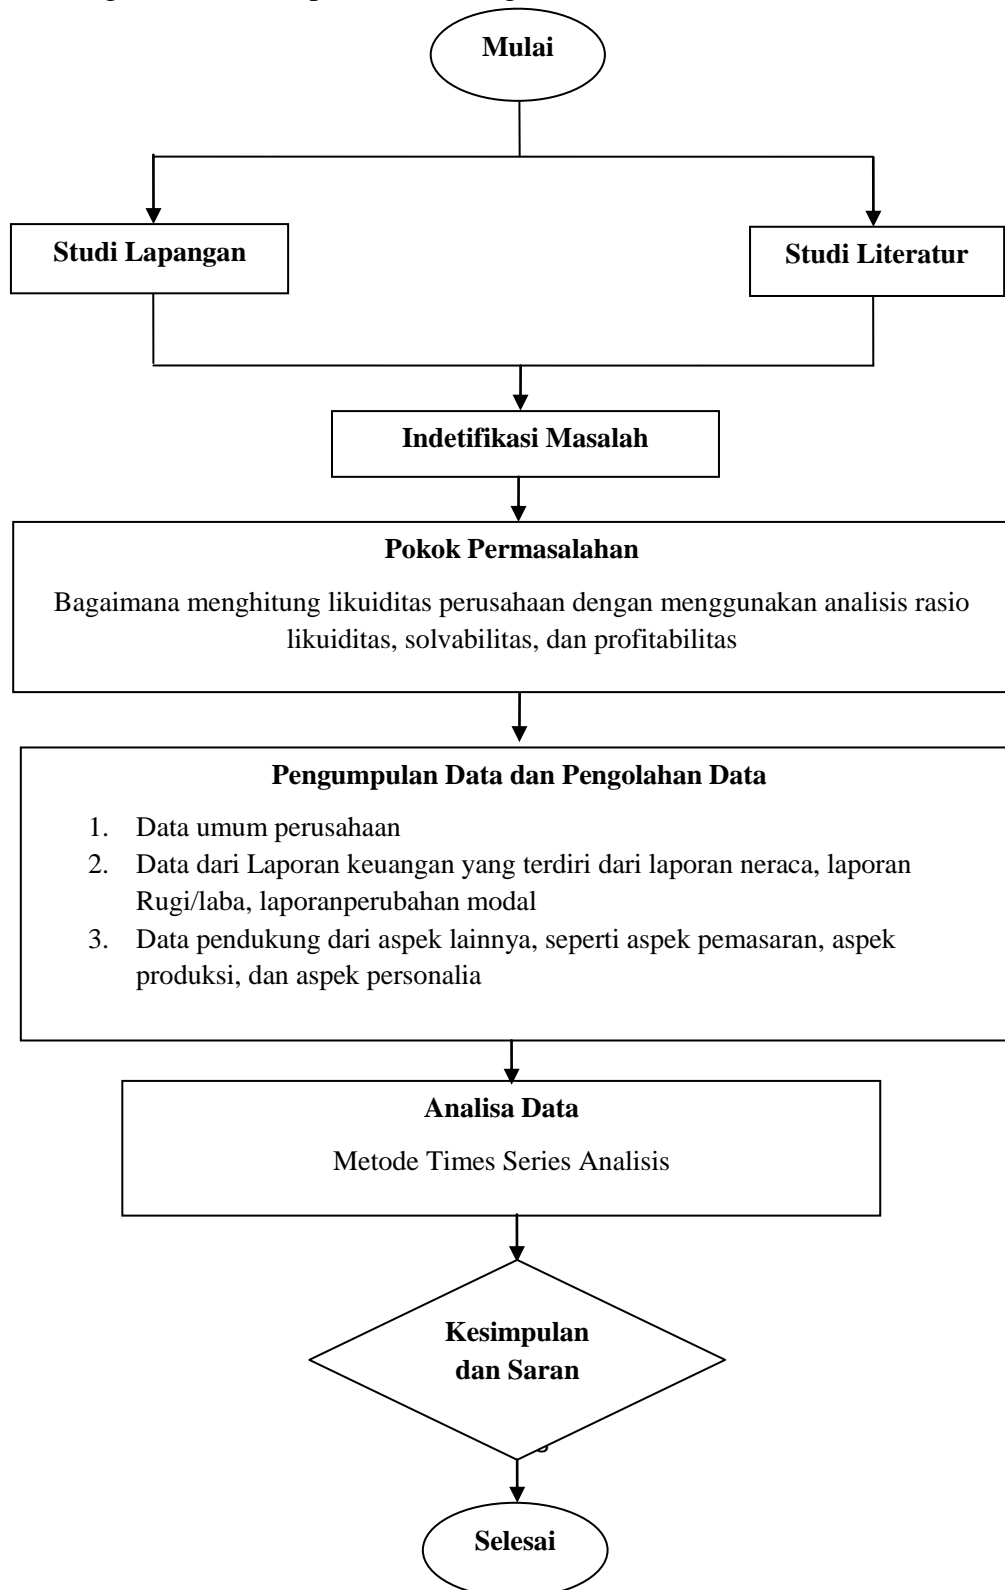 Mulai
Studi Lapangan
Studi Literatur
Indetifikasi Masalah
Pokok Permasalahan
Bagaimana menghitung likuiditas perusahaan dengan menggunakan analisis rasio
likuiditas, solvabilitas, dan profitabilitas
Pengumpulan Data dan Pengolahan Data
1. Data umum perusahaan
2. Data dari Laporan keuangan yang terdiri dari laporan neraca, laporan
Rugi/laba, laporanperubahan modal
3. Data pendukung dari aspek lainnya, seperti aspek pemasaran, aspek
produksi, dan aspek personalia
Analisa Data
Metode Times Series Analisis
Kesimpulan
dan Saran
Selesai